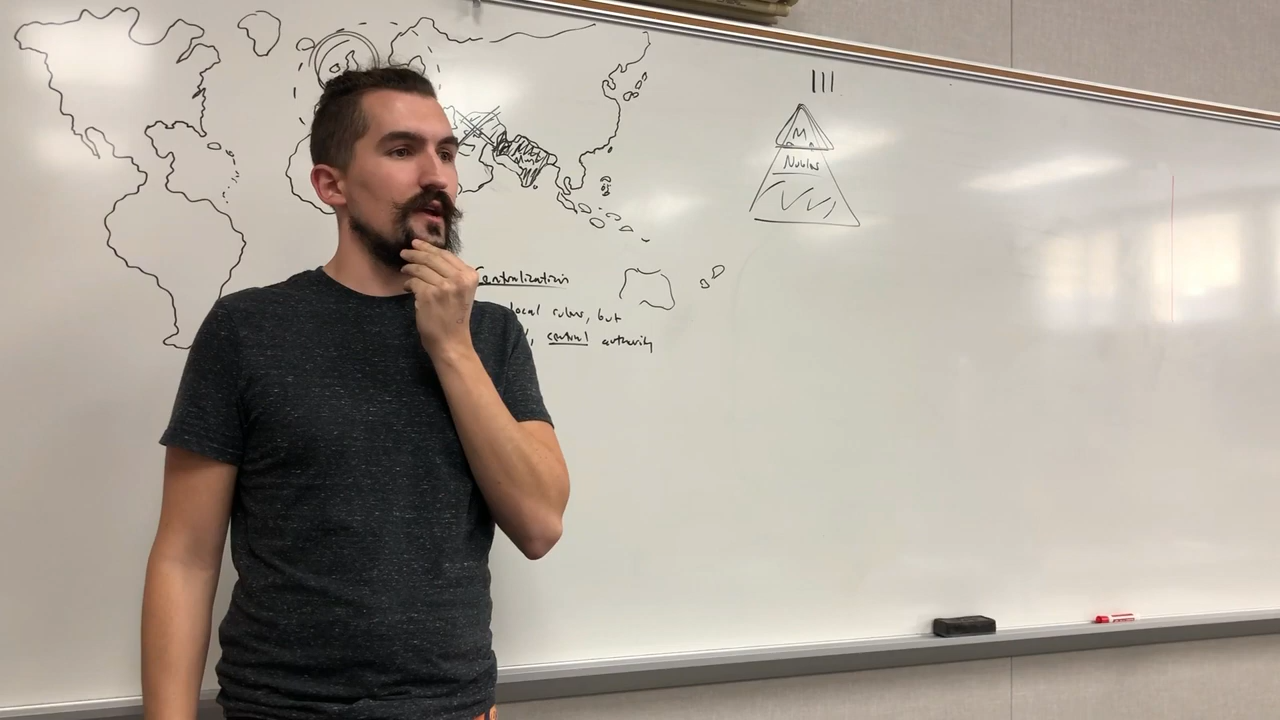 III
M
Nobles
Centralization
local rulers, but
central authority